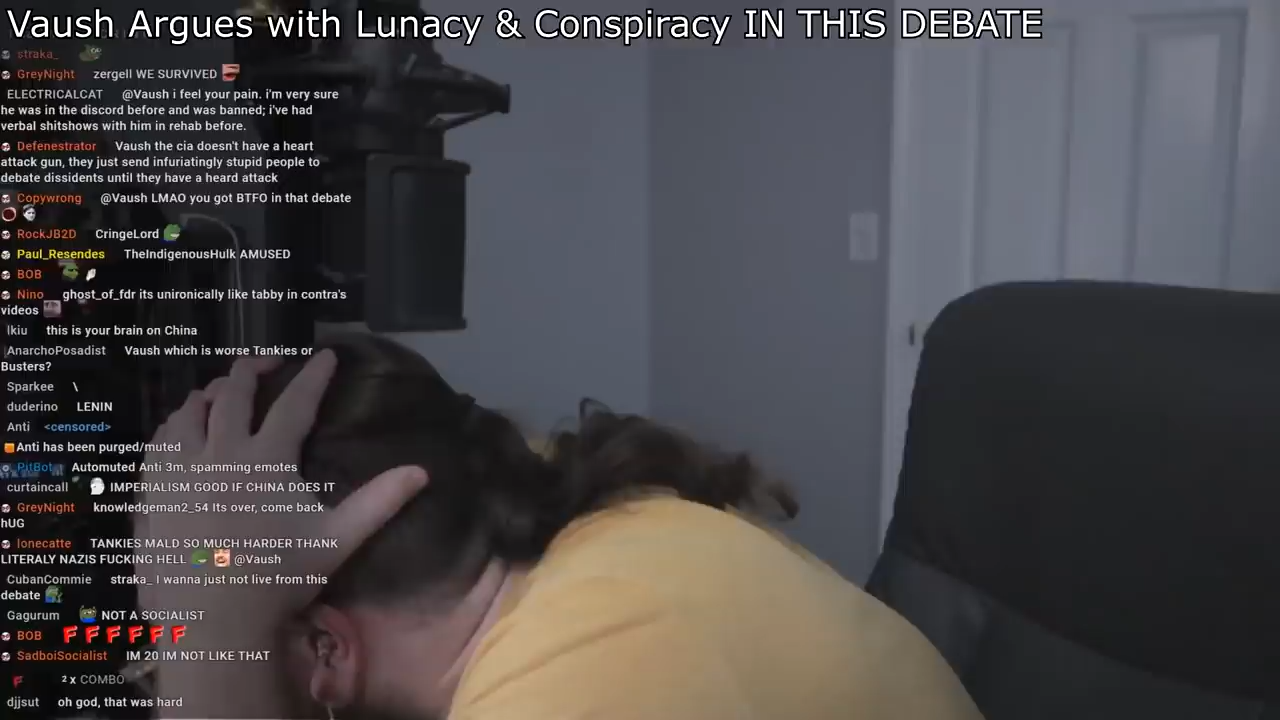 Vaush Argues with Lunacy & Conspiracy IN THIS DEBATE
straka_
GreyNight zergell WE SURVIVED
ELECTRICALCAT @Vaush i feel your pain. i'm very sure
he was in the discord before and was banned; i've had
verbal shitshows with him in rehab before.
Defenestrator Vaush the cia doesn't have a heart
attack gun, they just send infuriatingly stupid people to
debate dissidents until they have a heard attack
Copywrong @Vaush LMAO you got BTFO in that debate
RockJB2D CringeLord
Paul_Resendes TheIndigenousHulk AMUSED
BOB
Nino ghost_of_fdr its unironically like tabby in contra's
videos
Ikiu this is your brain on China
AnarchoPosadist Vaush which is worse Tankies or
Busters?
Sparkee \
duderino LENIN
Anti <censored>
Anti has been purged/muted
PitBot Automuted Anti 3m, spamming emotes
curtaincall IMPERIALISM GOOD IF CHINA DOES IT
GreyNight knowledgeman2_54 Its over, come back
hUG
lonecatte TANKIES MALD SO MUCH HARDER THANK
LITERALY NAZIS FUCKING HELL @Vaush
CubanCommie straka_ I wanna just not live from this
debate
Gagurum NOT A SOCIALIST
BOB F F F F F F
SadboiSocialist IM 20 IM NOT LIKE THAT
F 2 x COMBO
djjsut oh god, that was hard